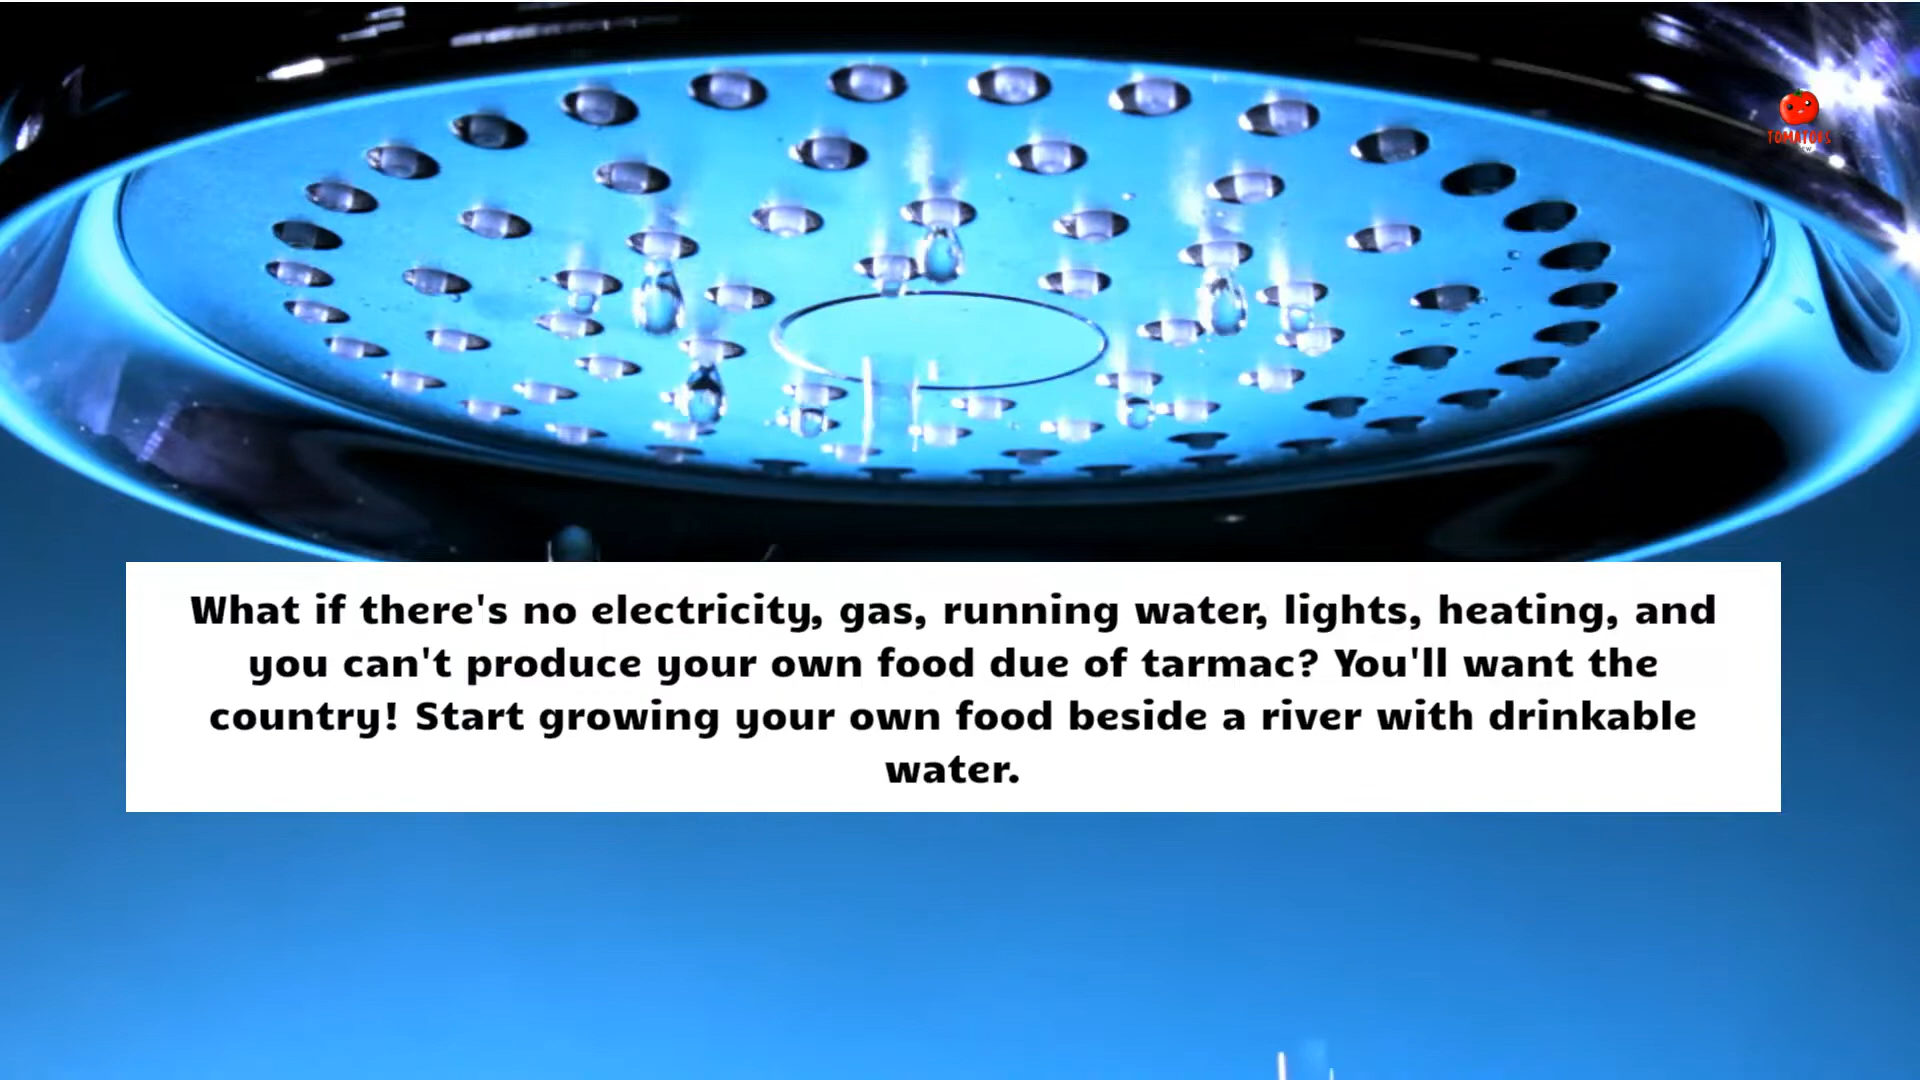 TOMATOES
What if there's no electricity, gas, running water, lights, heating, and
you can't produce your own food due of tarmac? You'll want the
country! Start growing your own food beside a river with drinkable
water.